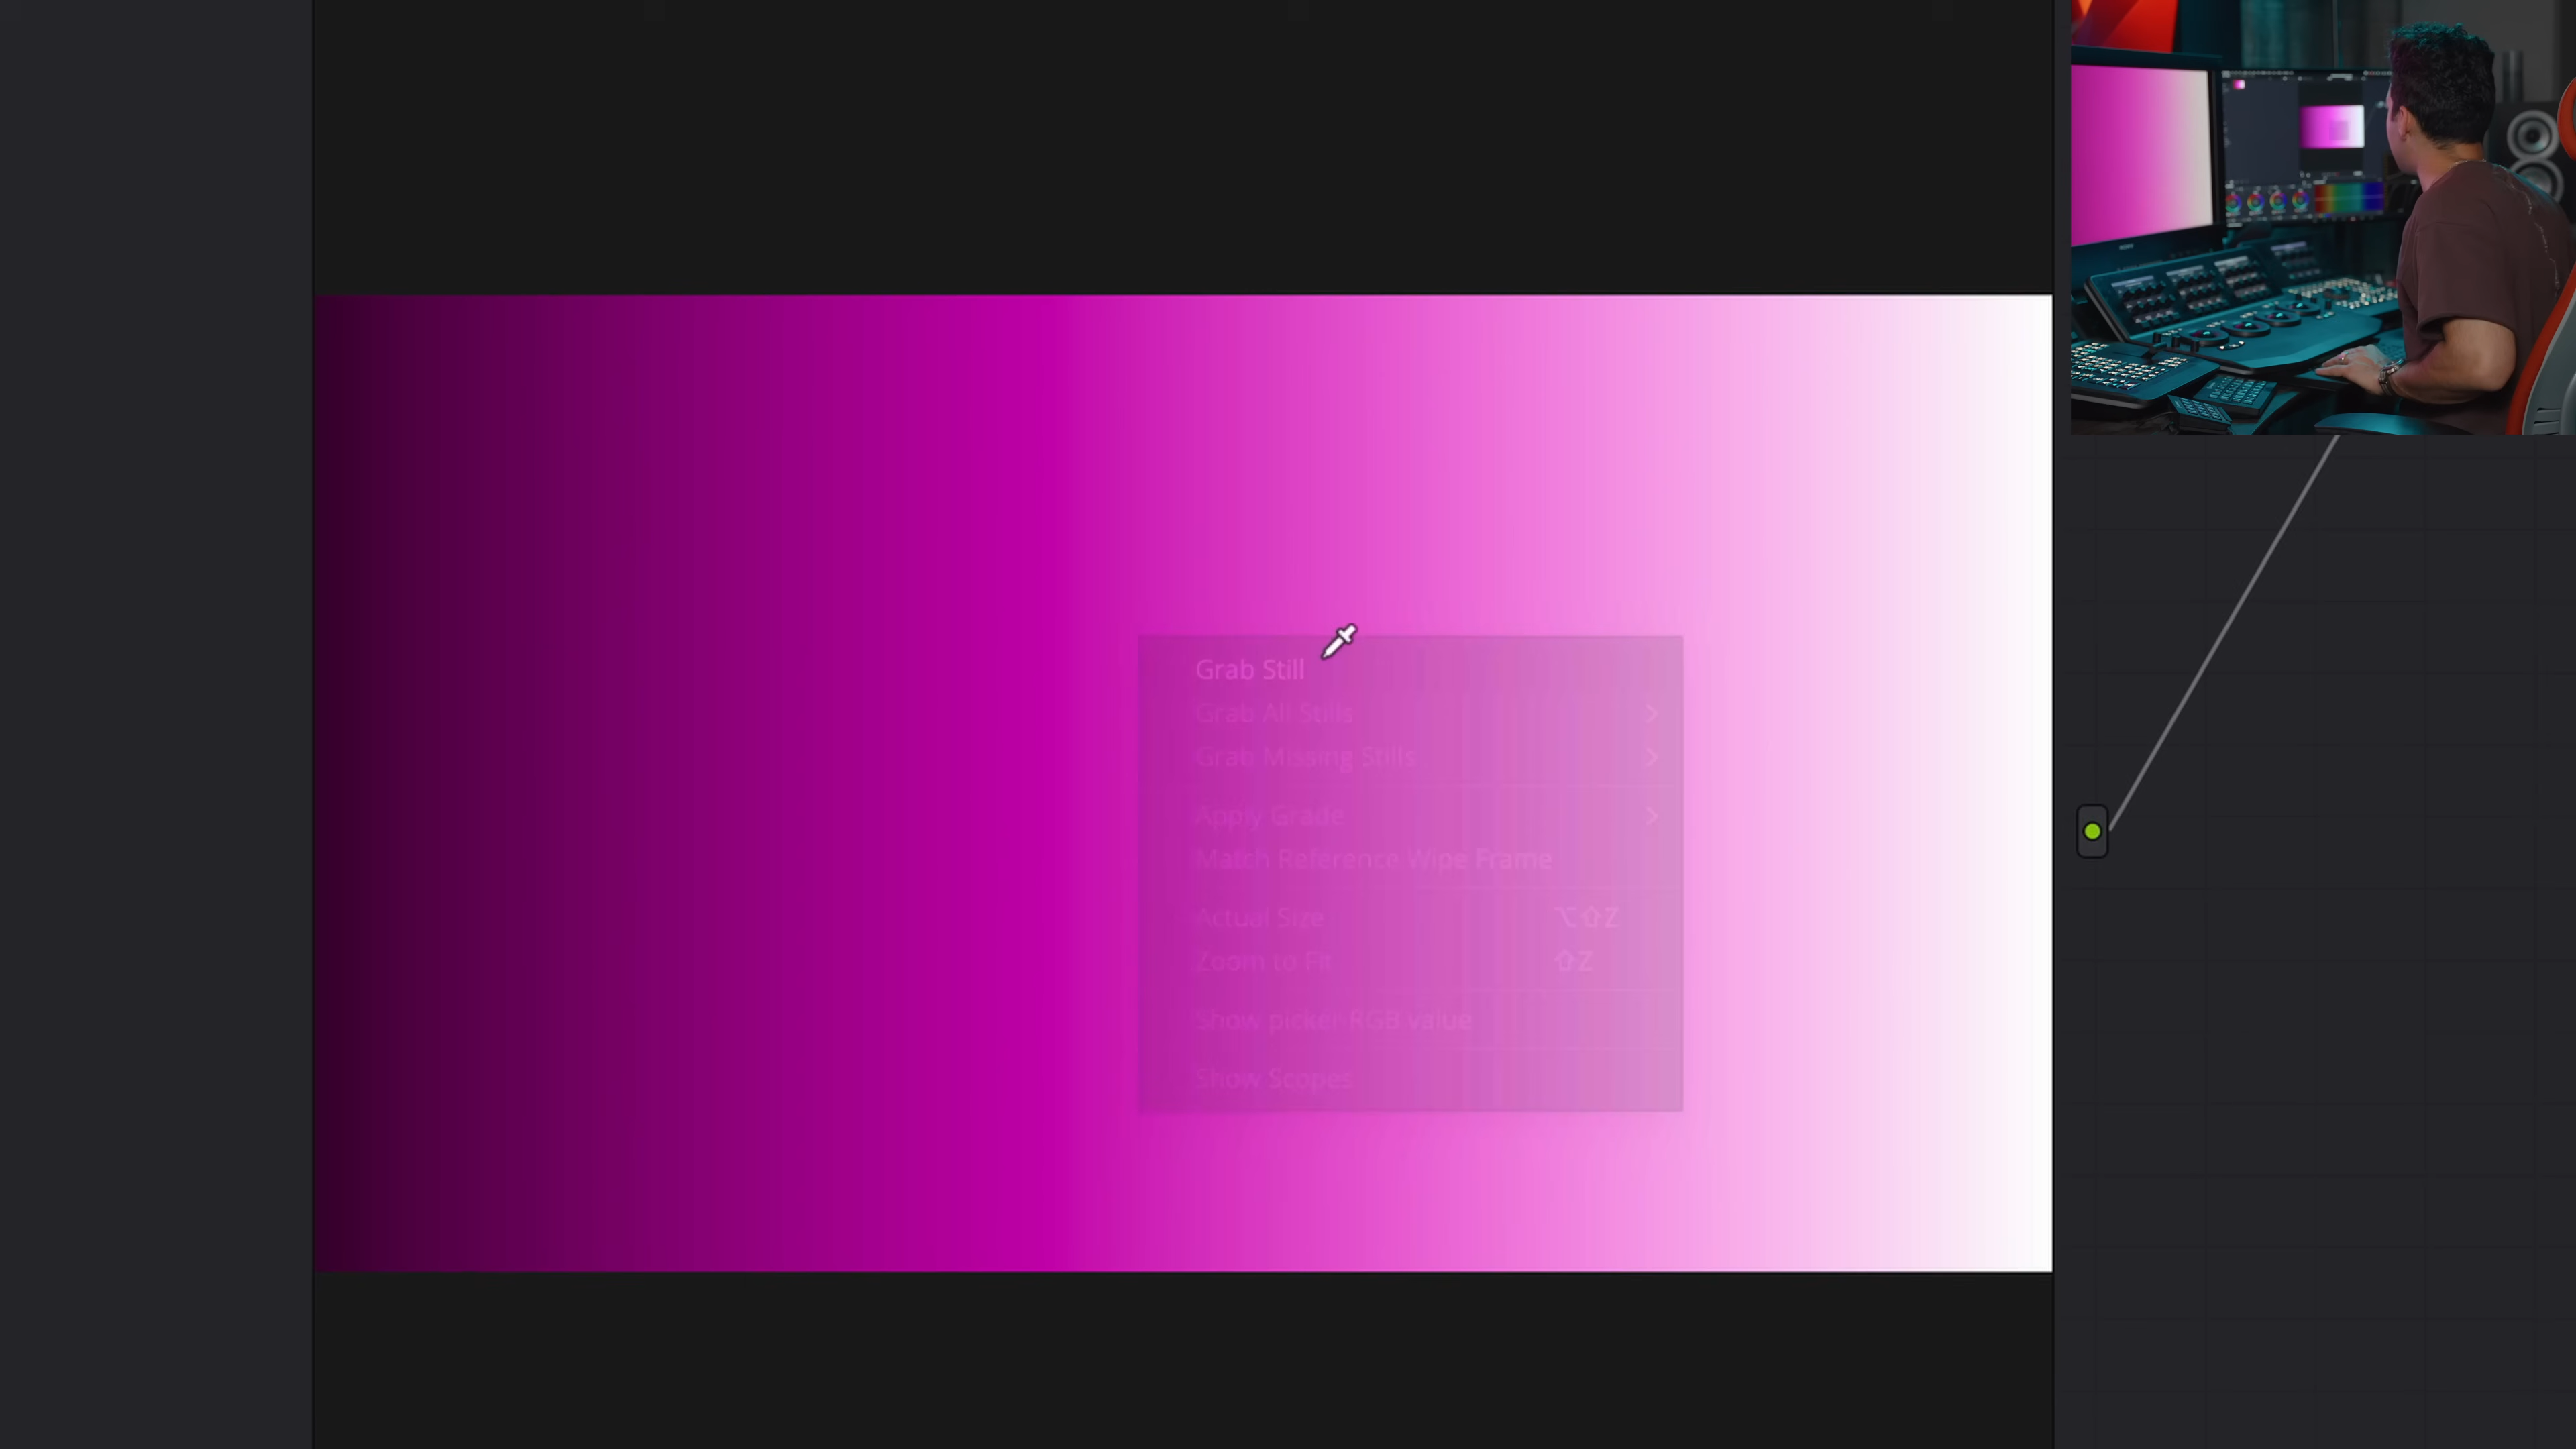 Grab Still
Grab All Stills
Grab Missing Stills
Apply Grade
Match Reference Wipe Frame
Actual Size ⌥⇧Z
Zoom to Fit ⇧Z
Show picker RGB value
Show Scopes